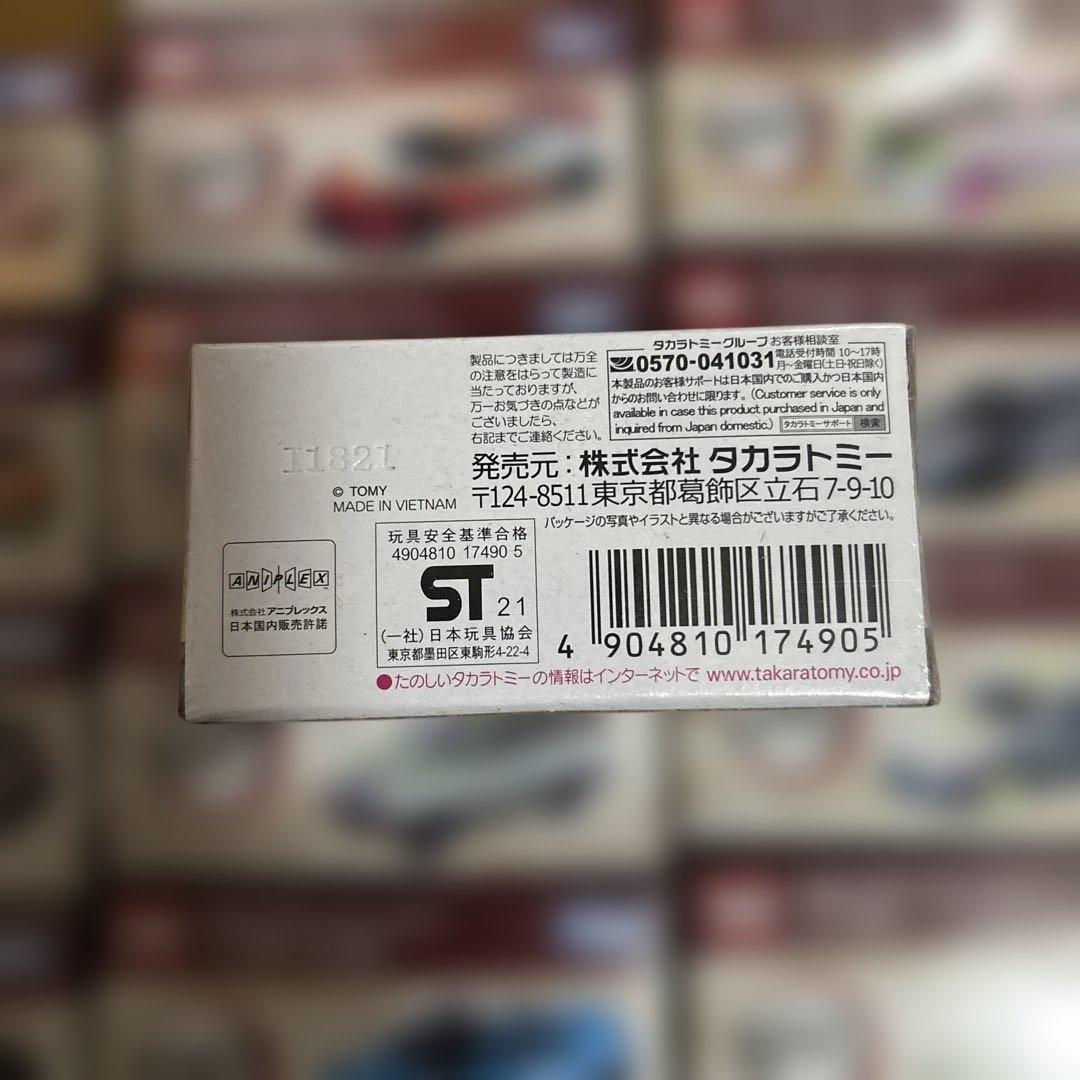 製品につきましては万全
の注意をはらって製造に
当たっておりますが、
万一お気づきの点などが
ございましたら、
右記までご連絡ください。
タカラトミーグループ お客様相談室
0570-041031
電話受付時間 10〜17時
月〜金曜日(土日・祝日除く)
本製品のお客様サポートは日本国内でのご購入かつ日本国内
からのお問い合わせに限ります。(Customer service is only
available in case this product purchased in Japan and
inquired from Japan domestic.) タカラトミーサポート 検索
I1821
© TOMY
MADE IN VIETNAM
発売元:株式会社 タカラトミー
〒124-8511 東京都葛飾区立石 7-9-10
パッケージの写真やイラストと異なる場合がございますがご了承ください。
ANIPLEX
株式会社 アニプレックス
日本国内販売許諾
玩具安全基準合格
4904810 17490 5
ST 21
(一社)日本玩具協会
東京都墨田区東駒形4-22-4
4 904810 174905
●たのしいタカラトミーの情報はインターネットで www.takaratomy.co.jp